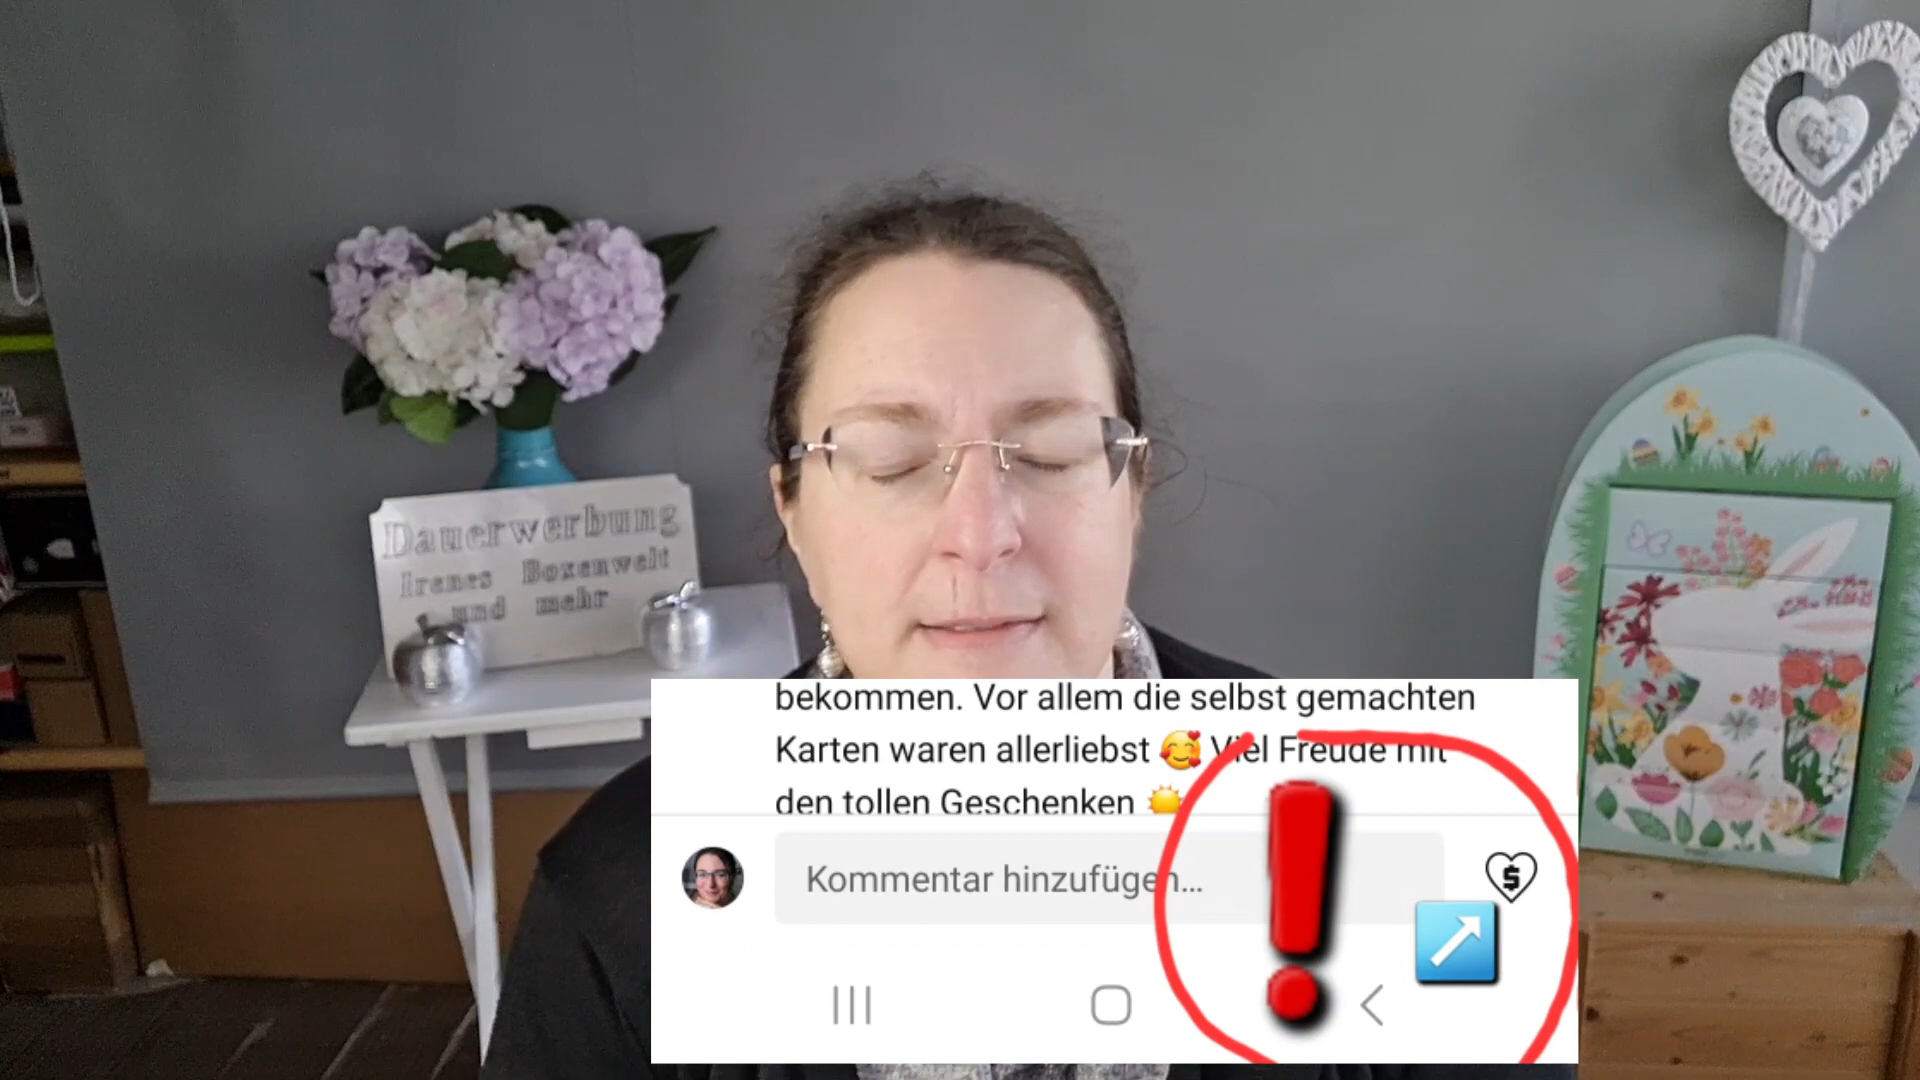 Dauerwerbung
Irenes Boxenwelt
und mehr
bekommen. Vor allem die selbst gemachten
Karten waren allerliebst 🥰 Viel Freude mit
den tollen Geschenken ☀️
Kommentar hinzufügen...